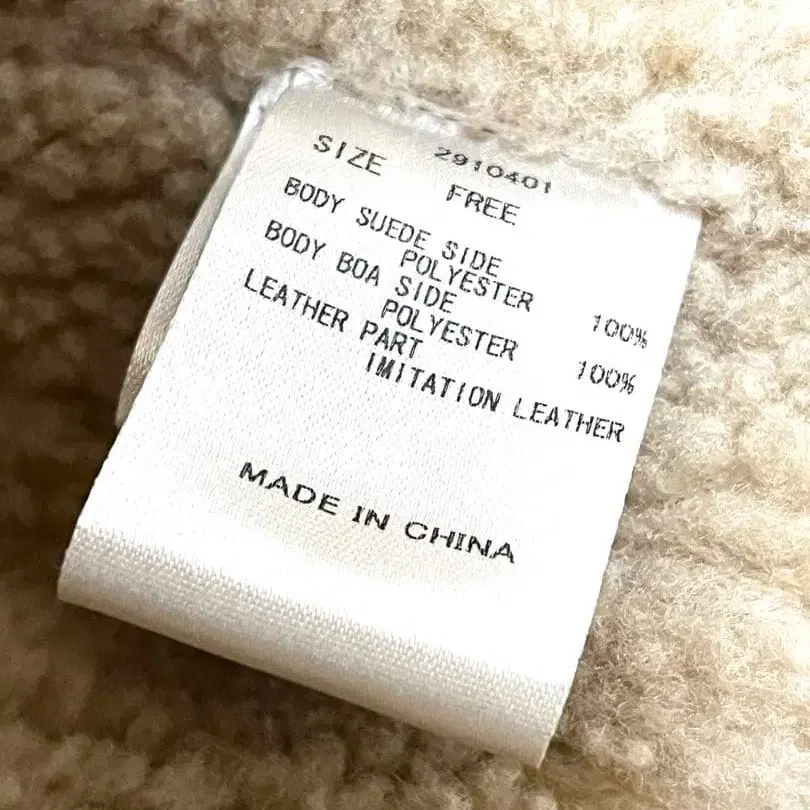 2910401
SIZE FREE
BODY SUEDE SIDE
POLYESTER 100%
BODY BOA SIDE
POLYESTER 100%
LEATHER PART
IMITATION LEATHER
MADE IN CHINA